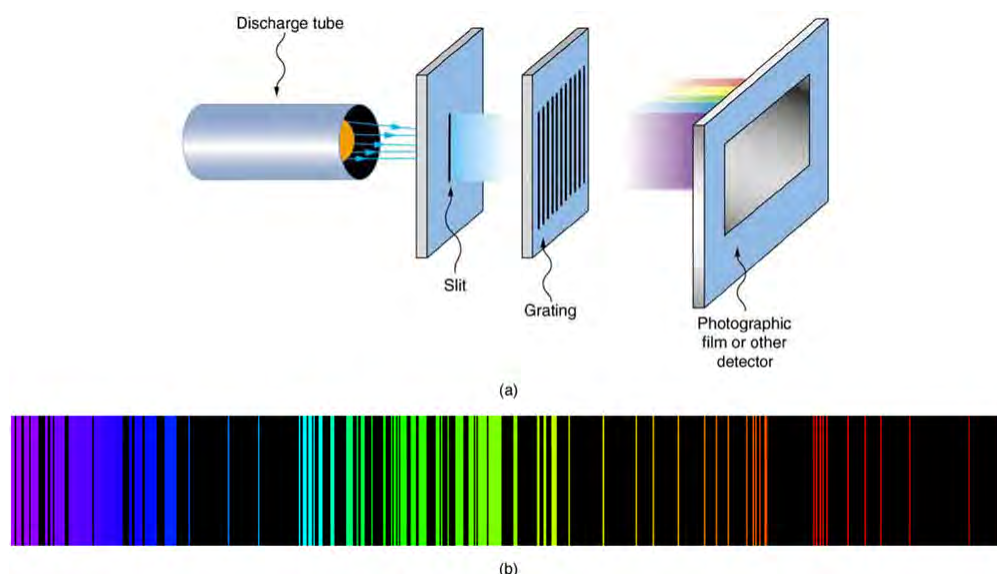 Discharge tube
Slit
Grating
Photographic
film or other
detector
(a)
(b)